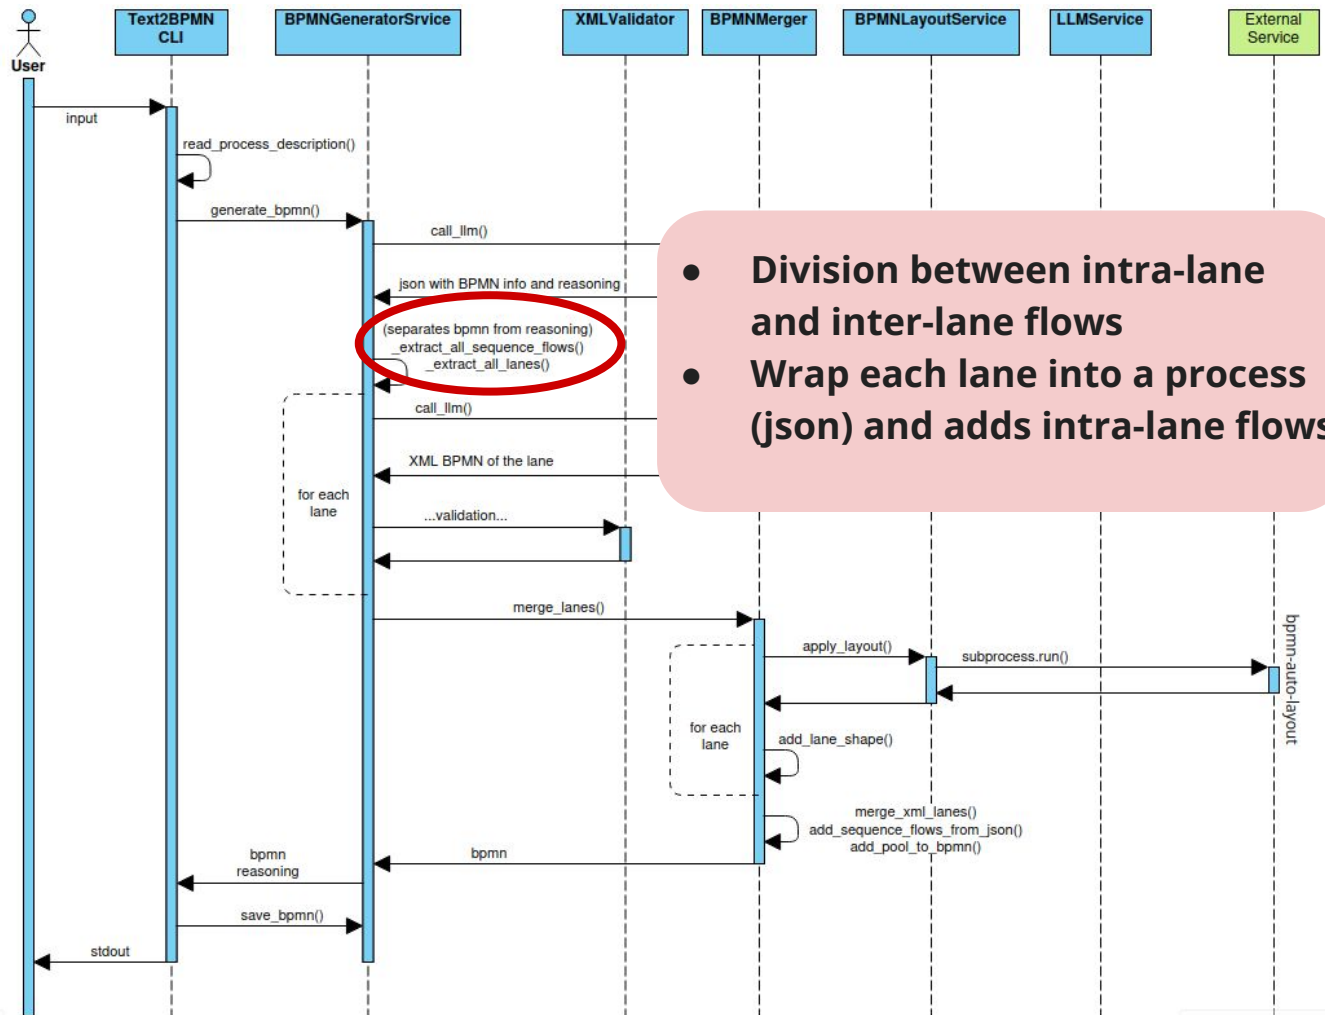 User
Text2BPMN
CLI
BPMNGeneratorSrvice
XMLValidator
BPMNMerger
BPMNLayoutService
LLMService
External
Service
input
read_process_description()
generate_bpmn()
call_llm()
json with BPMN info and reasoning
(separates bpmn from reasoning)
_extract_all_sequence_flows()
_extract_all_lanes()
● Division between intra-lane
and inter-lane flows
● Wrap each lane into a process
(json) and adds intra-lane flows
call_llm()
XML BPMN of the lane
for each
lane
...validation...
merge_lanes()
apply_layout()
subprocess.run()
bpmn-auto-layout
for each
lane
add_lane_shape()
merge_xml_lanes()
add_sequence_flows_from_json()
add_pool_to_bpmn()
bpmn
bpmn
reasoning
save_bpmn()
stdout